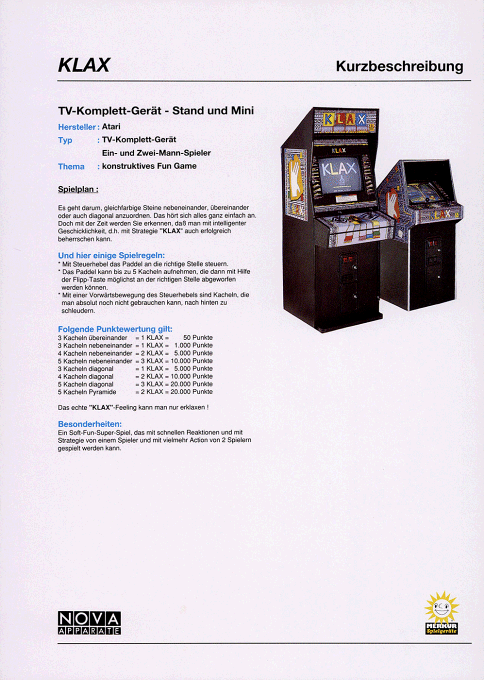 KLAX
Kurzbeschreibung
TV-Komplett-Gerät - Stand und Mini
Hersteller : Atari
Typ : TV-Komplett-Gerät
Ein- und Zwei-Mann-Spieler
Thema : konstruktives Fun Game
Spielplan :
Es geht darum, gleichfarbige Steine nebeneinander, übereinander
oder auch diagonal anzuordnen. Das hört sich alles ganz einfach an.
Doch mit der Zeit werden Sie erkennen, daß man mit intelligenter
Geschicklichkeit, d.h. mit Strategie "KLAX" auch erfolgreich
beherrschen kann.
Und hier einige Spielregeln:
* Mit Steuerhebel das Paddel an die richtige Stelle steuern.
* Das Paddel kann bis zu 5 Kacheln aufnehmen, die dann mit Hilfe
der Flipp-Taste möglichst an der richtigen Stelle abgeworfen
werden können.
* Mit einer Vorwärtsbewegung des Steuerhebels sind Kacheln, die
man absolut noch nicht gebrauchen kann, nach hinten zu
schleudern.
Folgende Punktewertung gilt:
3 Kacheln übereinander = 1 KLAX = 50 Punkte
3 Kacheln nebeneinander = 1 KLAX = 1.000 Punkte
4 Kacheln nebeneinander = 2 KLAX = 5.000 Punkte
5 Kacheln nebeneinander = 3 KLAX = 10.000 Punkte
3 Kacheln diagonal = 1 KLAX = 5.000 Punkte
4 Kacheln diagonal = 2 KLAX = 10.000 Punkte
5 Kacheln diagonal = 3 KLAX = 20.000 Punkte
5 Kacheln Pyramide = 2 KLAX = 20.000 Punkte
Das echte "KLAX"-Feeling kann man nur erklaxen !
Besonderheiten:
Ein Soft-Fun-Super-Spiel, das mit schnellen Reaktionen und mit
Strategie von einem Spieler und mit vielmehr Action von 2 Spielern
gespielt werden kann.
KLAX
KLAX
KLAX
NOVA
APPARATE
MERKUR
Spielgeräte